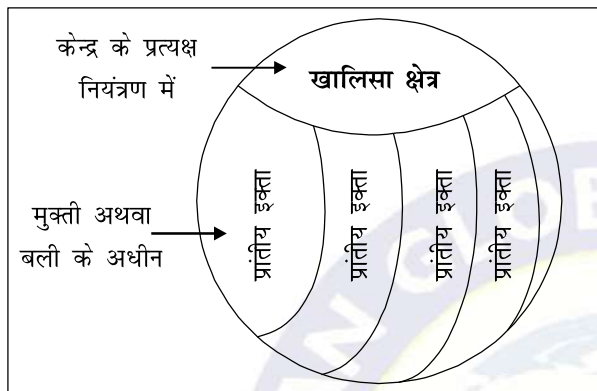 केन्द्र के प्रत्यक्ष
नियंत्रण में
खालिसा क्षेत्र
मुक्ती अथवा
बली के अधीन
प्रांतीय इक्ता
प्रांतीय इक्ता
प्रांतीय इक्ता
प्रांतीय इक्ता